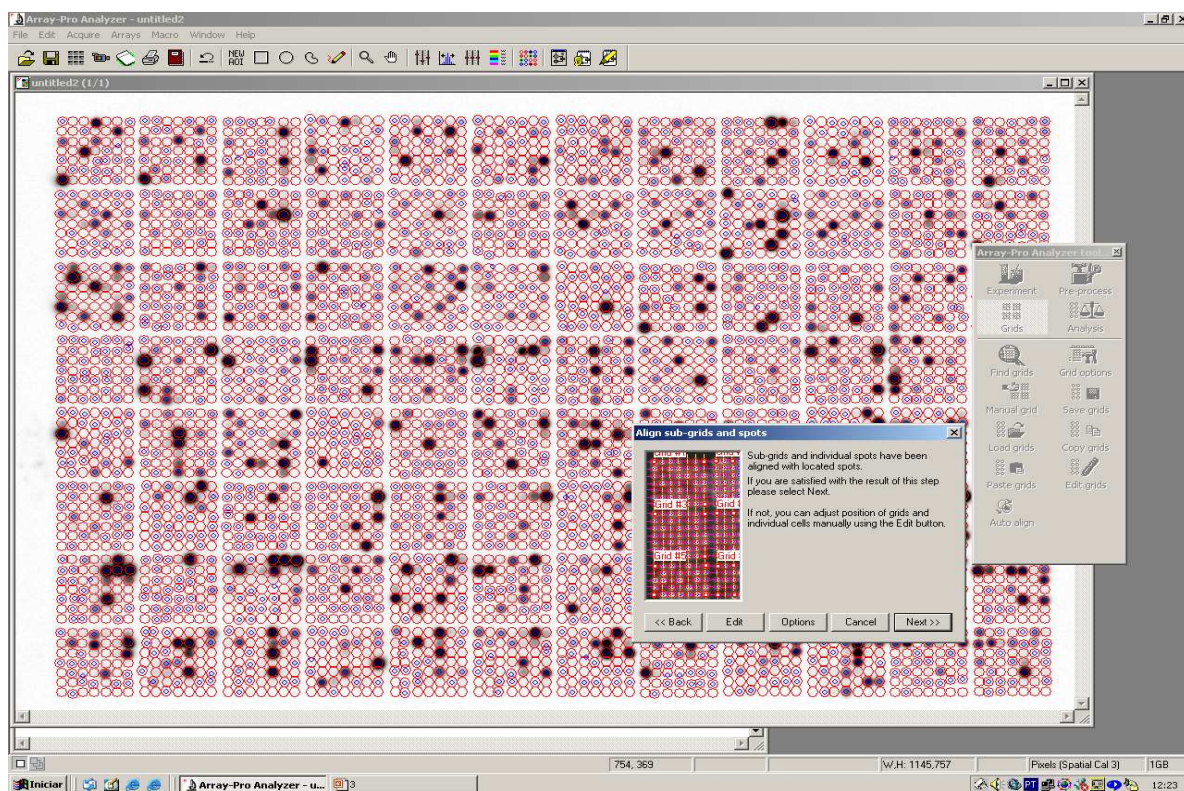 Array-Pro Analyzer - untitled2
File Edit Acquire Arrays Macro Window Help
NEW
AOI
untitled2 (1/1)
Array-Pro Analyzer tool...
Experiment Pre-process
Grids Analysis
Find grids Grid options
Manual grid Save grids
Load grids Copy grids
Paste grids Edit grids
Auto align
Align sub-grids and spots
Grid #3
Grid #5
Sub-grids and individual spots have been
aligned with located spots.
If you are satisfied with the result of this step
please select Next.
If not, you can adjust position of grids and
individual cells manually using the Edit button.
<< Back Edit Options Cancel Next >>
754, 369 W,H: 1145,757 Pixels (Spatial Cal 3) 1GB
Iniciar Array-Pro Analyzer - u... 3 PT 12:23